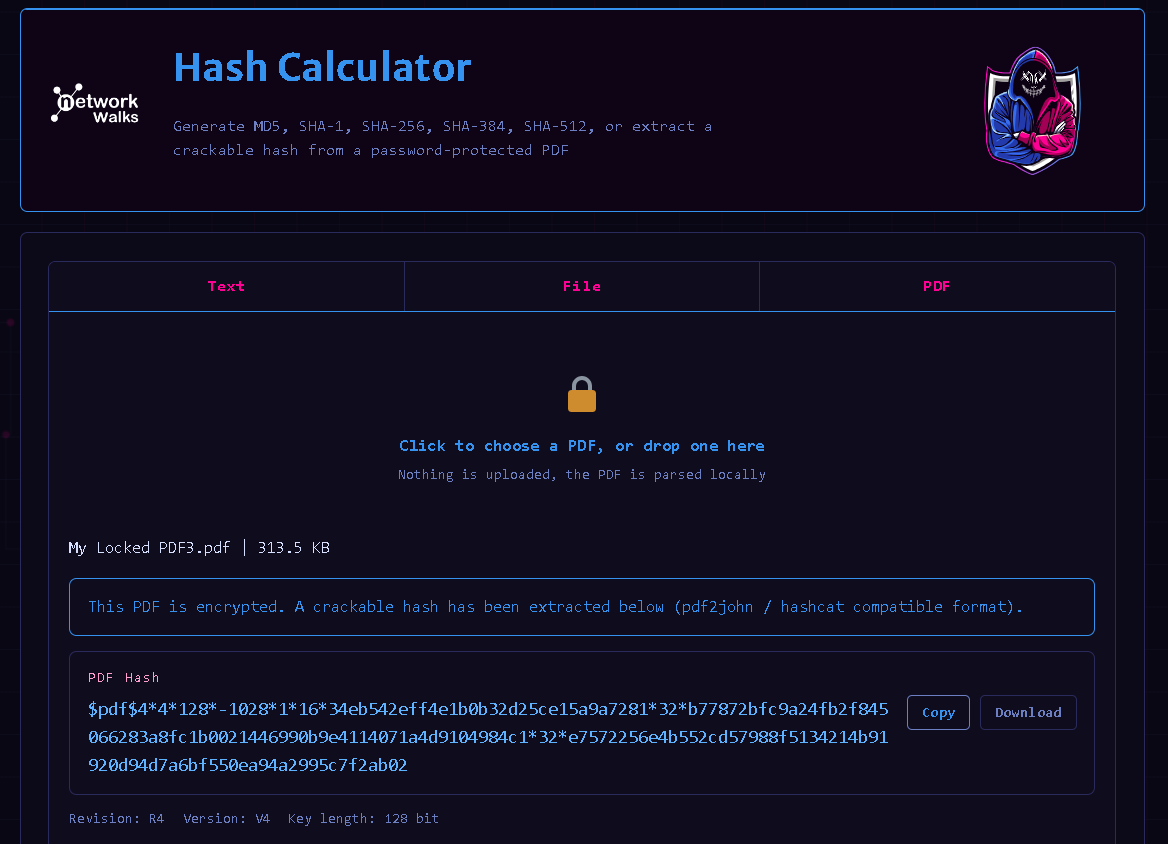 network
Walks
Hash Calculator
Generate MD5, SHA-1, SHA-256, SHA-384, SHA-512, or extract a
crackable hash from a password-protected PDF
Text
File
PDF
Click to choose a PDF, or drop one here
Nothing is uploaded, the PDF is parsed locally
My Locked PDF3.pdf | 313.5 KB
This PDF is encrypted. A crackable hash has been extracted below (pdf2john / hashcat compatible format).
PDF Hash
$pdf$4*4*128*-1028*1*16*34eb542eff4e1b0b32d25ce15a9a7281*32*b77872bfc9a24fb2f845
066283a8fc1b0021446990b9e4114071a4d9104984c1*32*e7572256e4b552cd57988f5134214b91
920d94d7a6bf550ea94a2995c7f2ab02
Copy
Download
Revision: R4 Version: V4 Key length: 128 bit